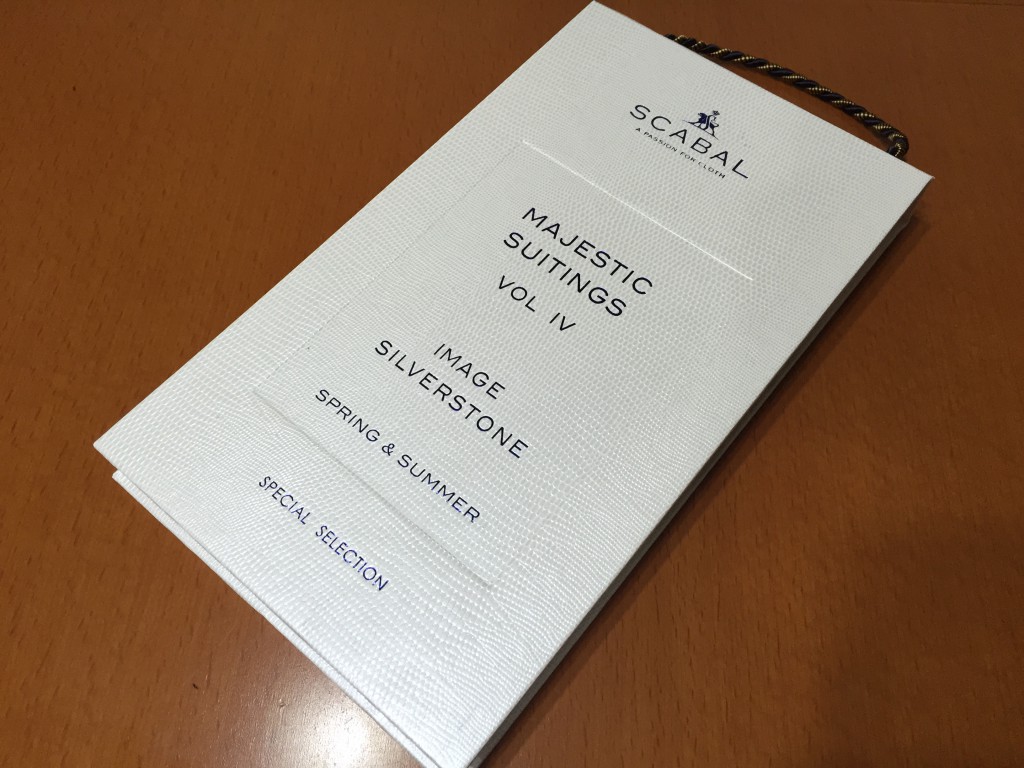 SCABAL
A PASSION FOR CLOTH
MAJESTIC
SUITINGS
VOL IV
IMAGE
SILVERSTONE
SPRING & SUMMER
SPECIAL SELECTION